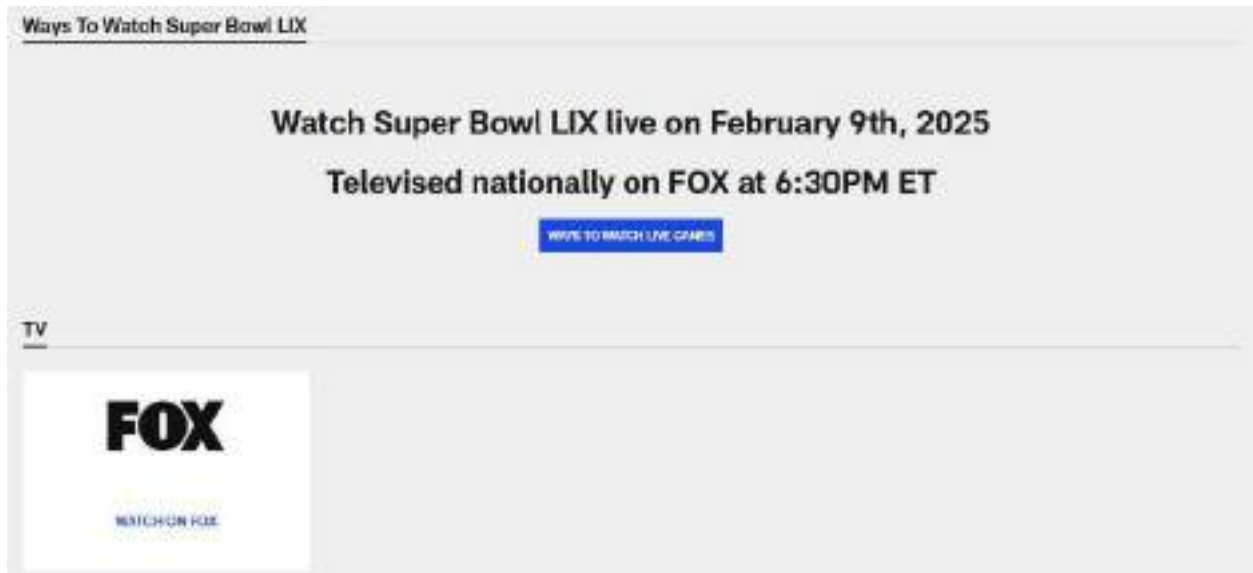 Ways To Watch Super Bowl LIX
Watch Super Bowl LIX live on February 9th, 2025
Televised nationally on FOX at 6:30PM ET
WAYS TO WATCH LIVE GAMES
TV
FOX
WATCH ON FOX